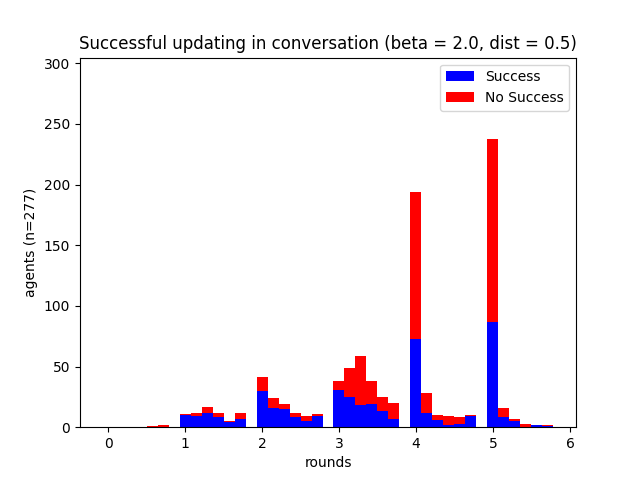 Successful updating in conversation (beta = 2.0, dist = 0.5)
Success
No Success
300
250
200
150
100
50
0
agents (n=277)
0 1 2 3 4 5 6
rounds